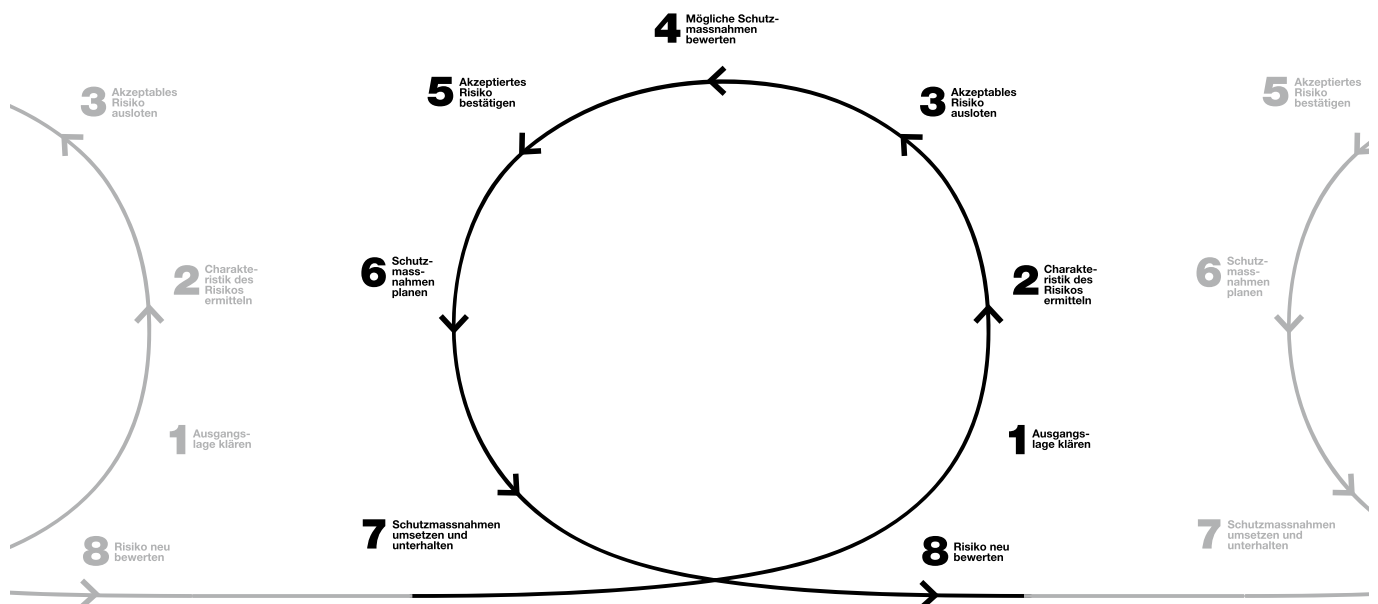 3 Akzeptables
Risiko
ausloten
2 Charakte-
ristik des
Risikos
ermitteln
1 Ausgangs-
lage klären
8 Risiko neu
bewerten
4 Mögliche Schutz-
massnahmen
bewerten
5 Akzeptiertes
Risiko
bestätigen
3 Akzeptables
Risiko
ausloten
6 Schutz-
mass-
nahmen
planen
2 Charakte-
ristik des
Risikos
ermitteln
1 Ausgangs-
lage klären
7 Schutzmassnahmen
umsetzen und
unterhalten
8 Risiko neu
bewerten
5 Akzeptiertes
Risiko
bestätigen
6 Schutz-
mass-
nahmen
planen
7 Schutzmassnahmen
umsetzen und
unterhalten